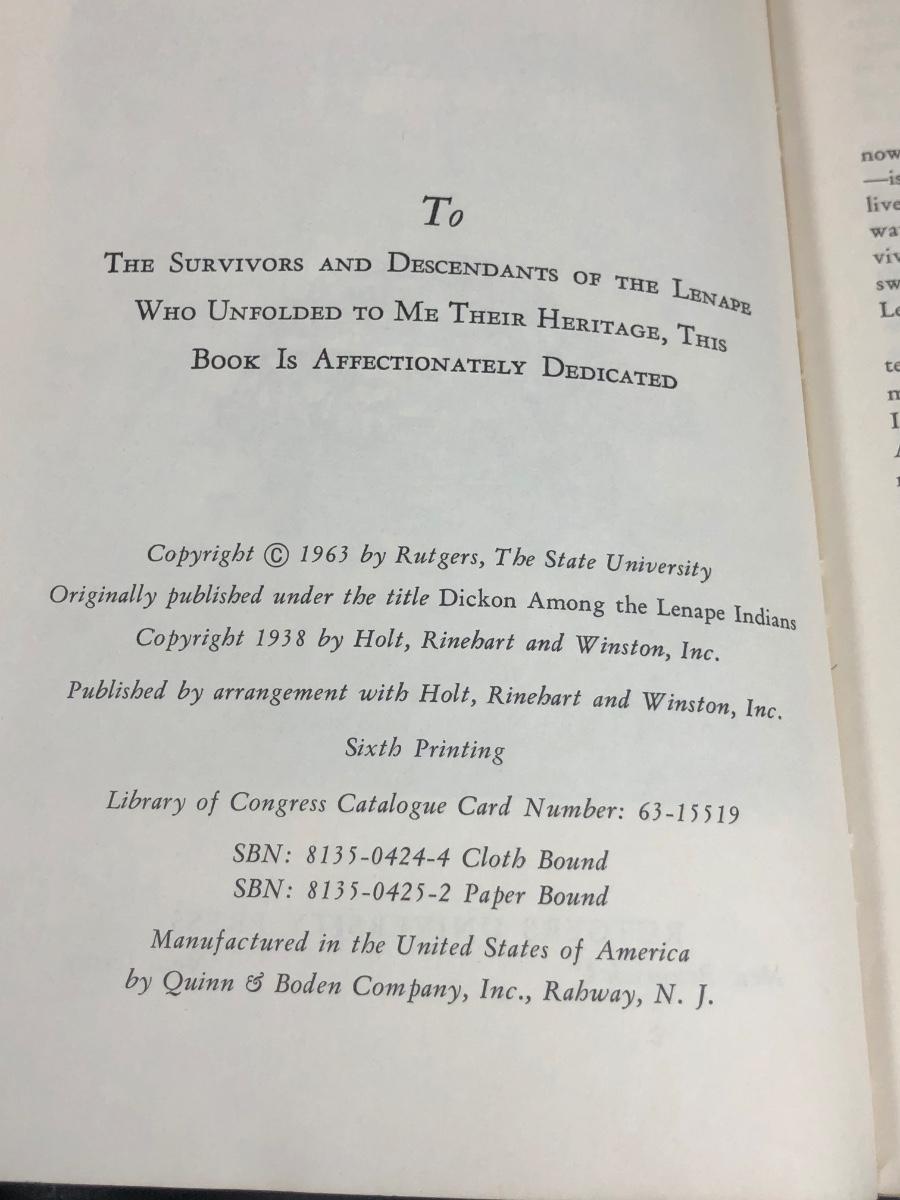 To
The Survivors and Descendants of the Lenape
Who Unfolded to Me Their Heritage, This
Book Is Affectionately Dedicated
Copyright © 1963 by Rutgers, The State University
Originally published under the title Dickon Among the Lenape Indians
Copyright 1938 by Holt, Rinehart and Winston, Inc.
Published by arrangement with Holt, Rinehart and Winston, Inc.
Sixth Printing
Library of Congress Catalogue Card Number: 63-15519
SBN: 8135-0424-4 Cloth Bound
SBN: 8135-0425-2 Paper Bound
Manufactured in the United States of America
by Quinn & Boden Company, Inc., Rahway, N. J.
now
—is
live